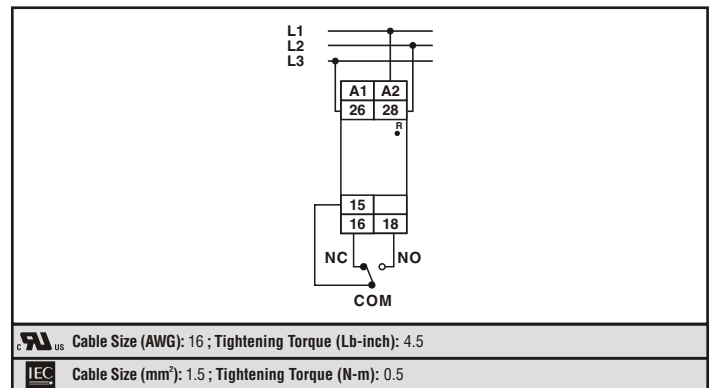 L1
L2
L3
A1 A2
26 28
R
15
16 18
NC NO
COM
c RU US Cable Size (AWG): 16 ; Tightening Torque (Lb-inch): 4.5
IEC Cable Size (mm²): 1.5 ; Tightening Torque (N-m): 0.5